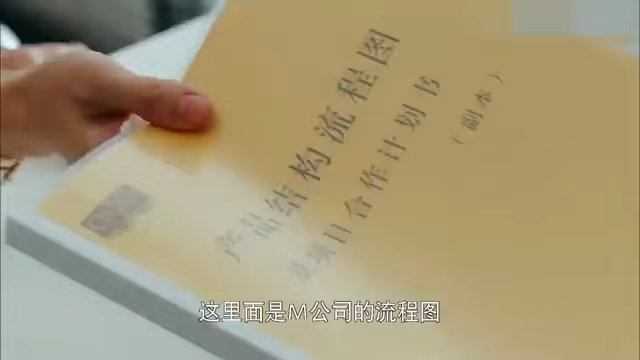 产品结构流程图
及项目合作计划书
（副本）
这里面是M公司的流程图